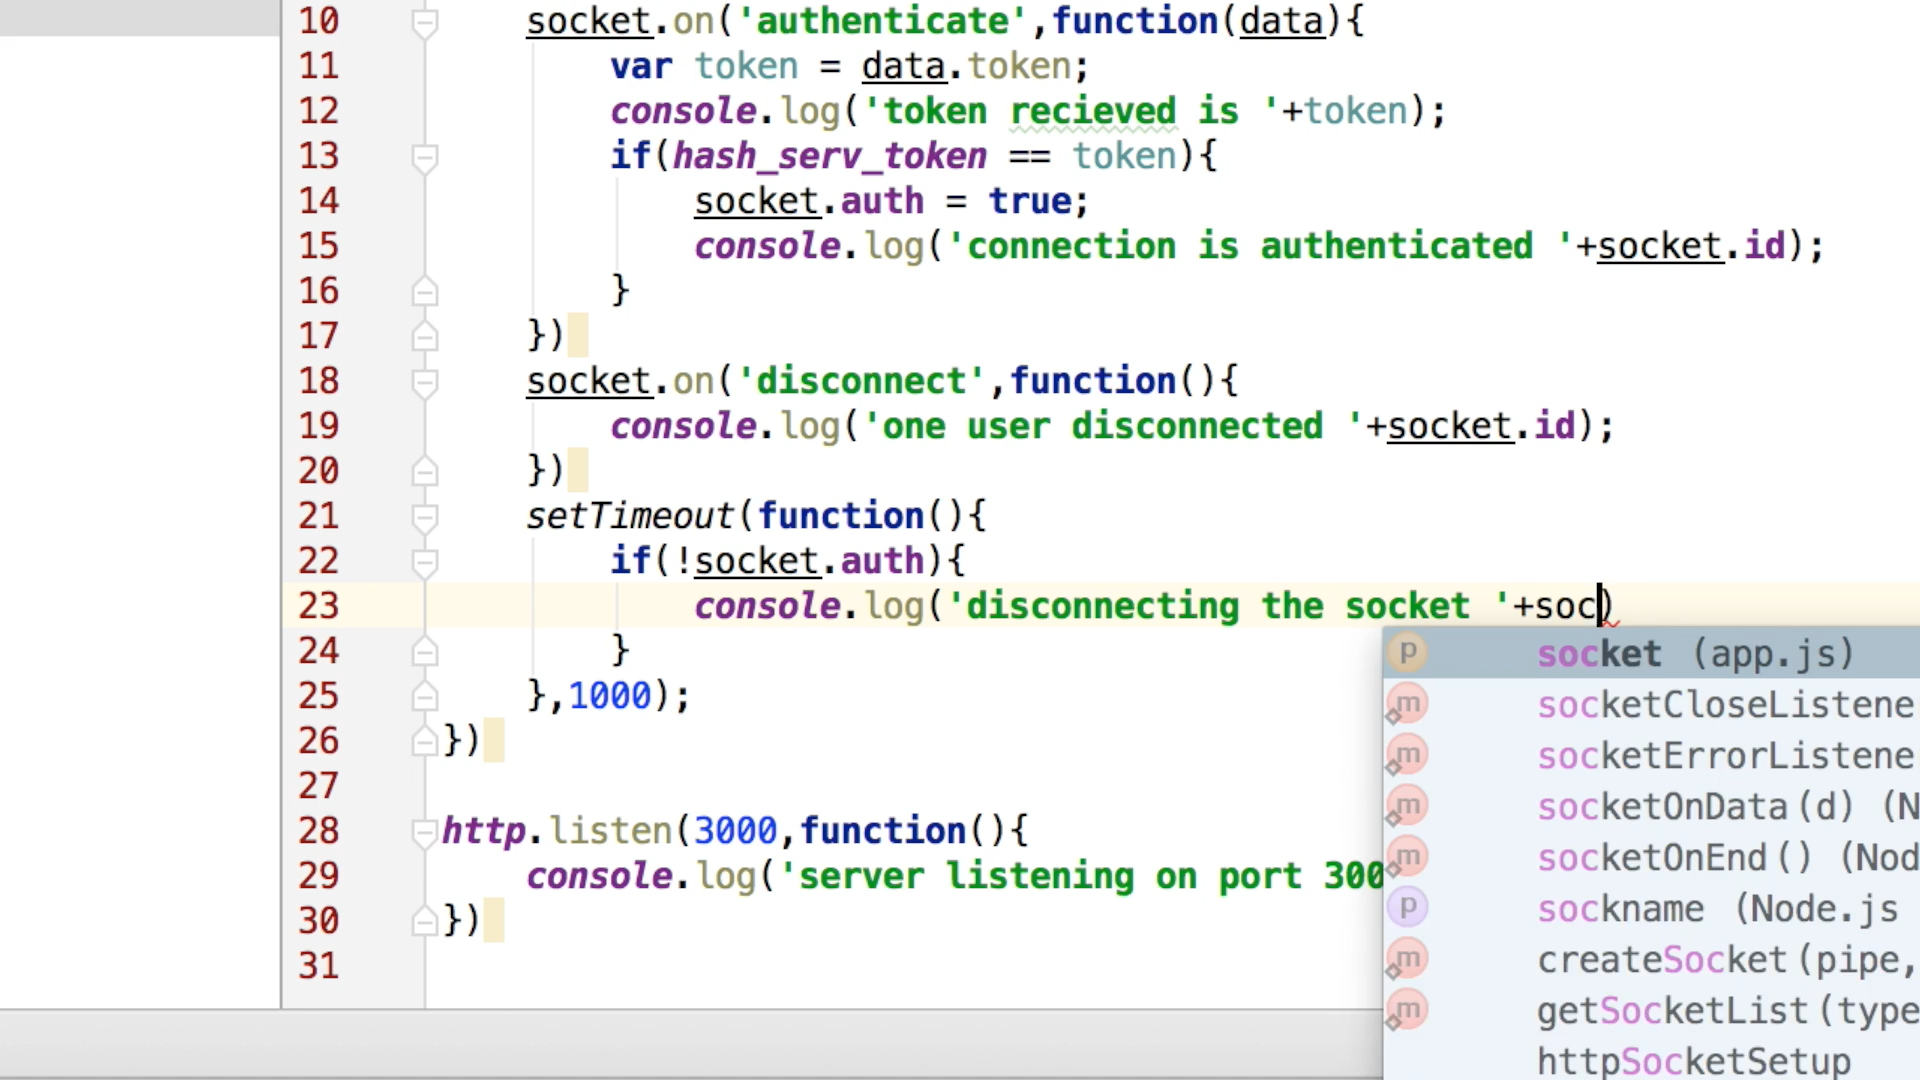 10 socket.on('authenticate',function(data){
11 var token = data.token;
12 console.log('token recieved is '+token);
13 if(hash_serv_token == token){
14 socket.auth = true;
15 console.log('connection is authenticated '+socket.id);
16 }
17 })
18 socket.on('disconnect',function(){
19 console.log('one user disconnected '+socket.id);
20 })
21 setTimeout(function(){
22 if(!socket.auth){
23 console.log('disconnecting the socket '+soc)
24 }
25 },1000);
26 })
27
28 http.listen(3000,function(){
29 console.log('server listening on port 300
30 })
31
p socket (app.js)
m socketCloseListene
m socketErrorListene
m socketOnData(d) (N
m socketOnEnd() (Nod
p sockname (Node.js
m createSocket(pipe,
m getSocketList(type
httpSocketSetup